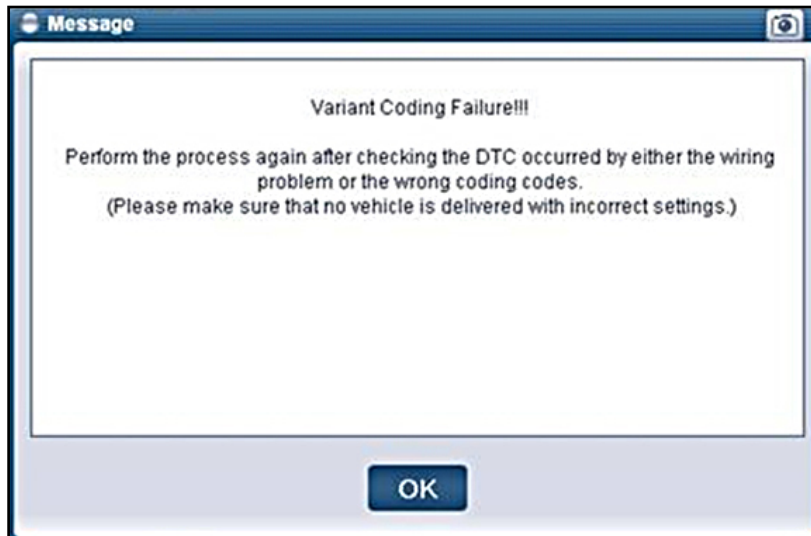 Message
Variant Coding Failure!!!
Perform the process again after checking the DTC occurred by either the wiring
problem or the wrong coding codes.
(Please make sure that no vehicle is delivered with incorrect settings.)
OK